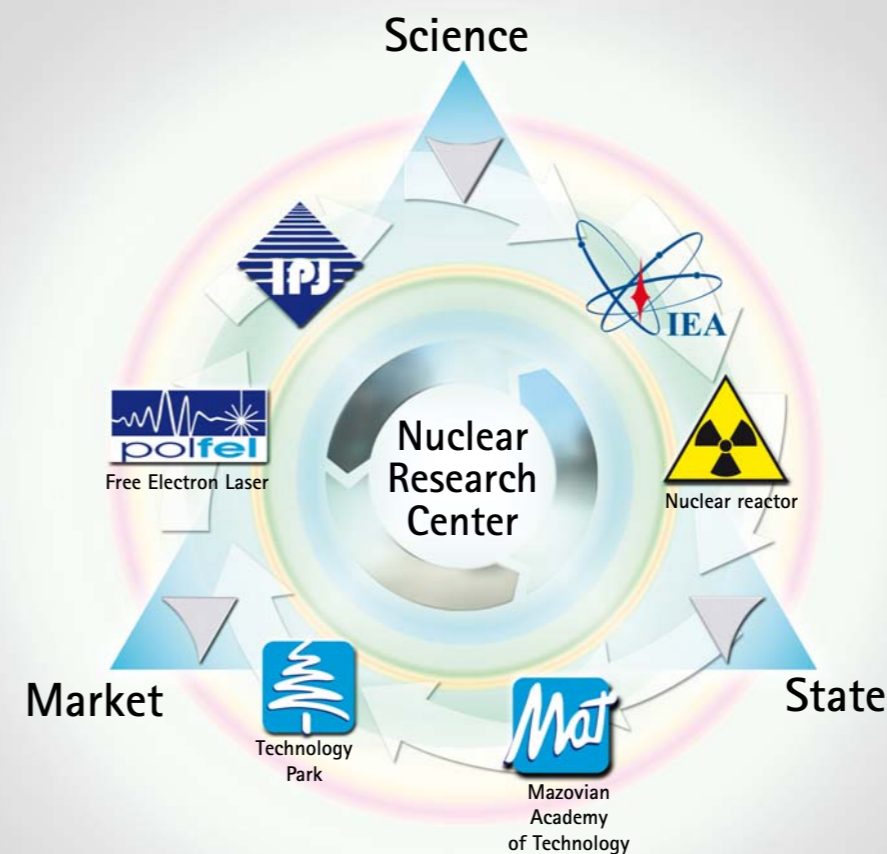 Science
IPJ
IEA
polfel
Free Electron Laser
Nuclear
Research
Center
Nuclear reactor
Market
State
Technology
Park
Mat
Mazovian
Academy
of Technology